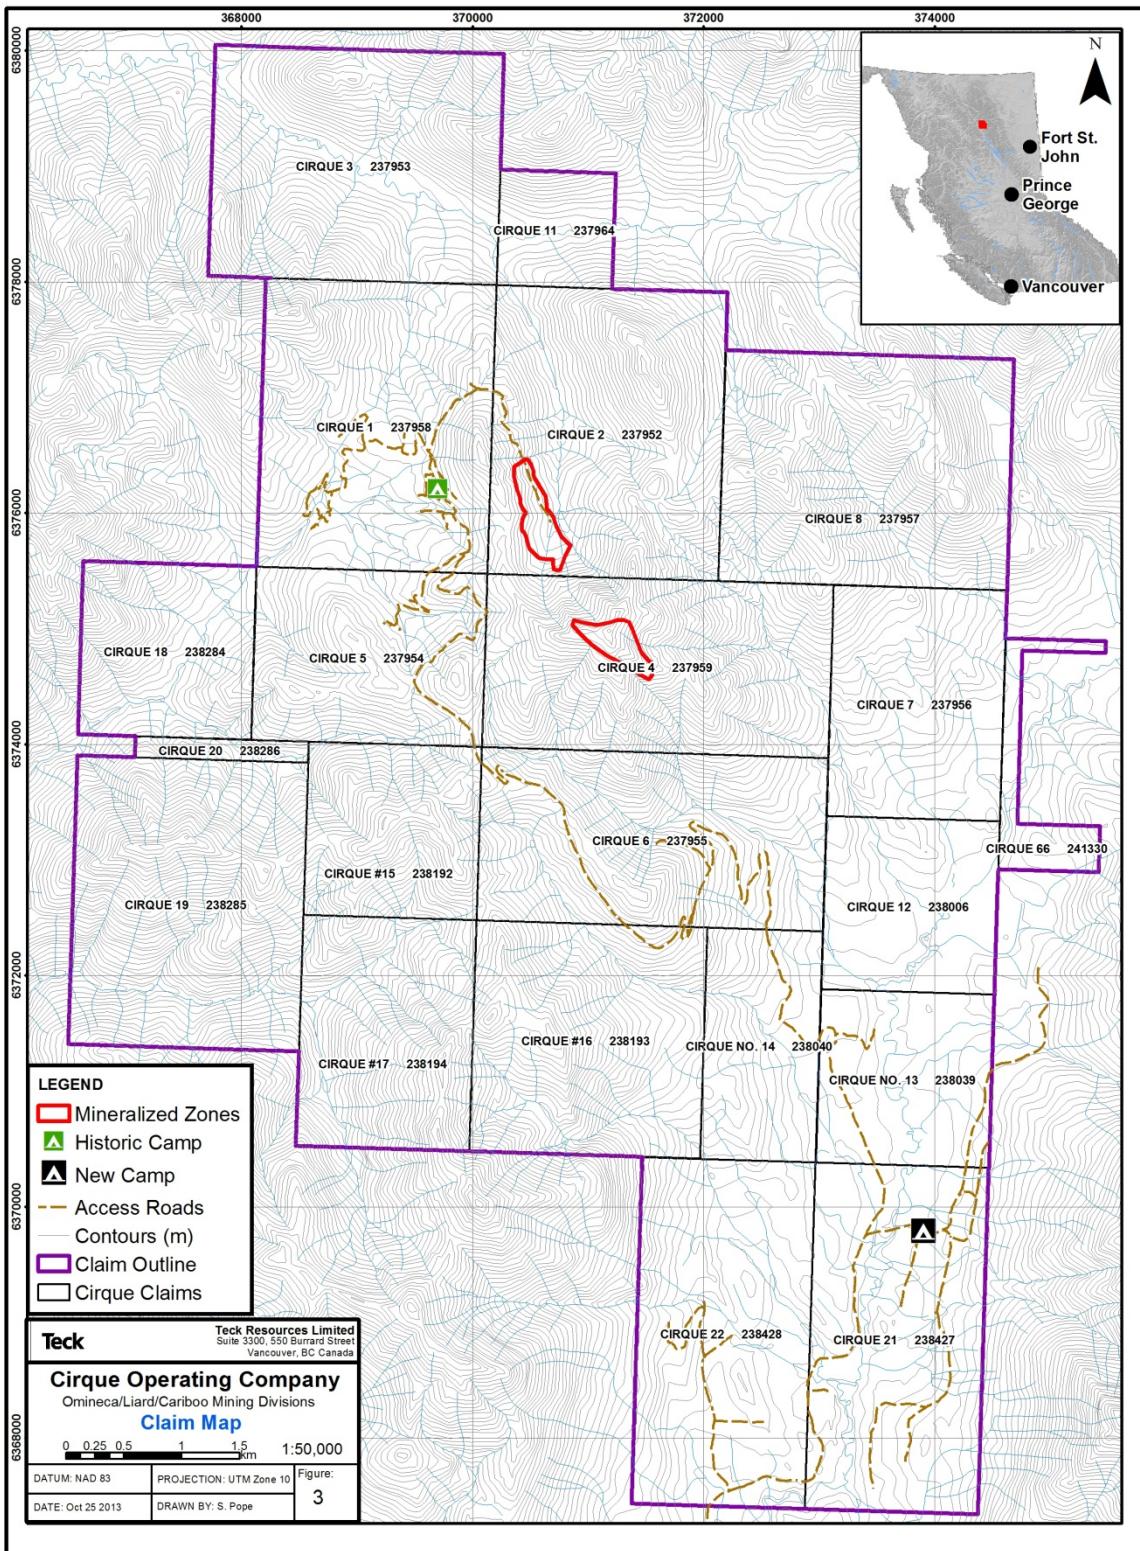 368000
370000
372000
374000
6380000
6378000
6376000
6374000
6372000
6370000
6368000
N
Fort St.
John
Prince
George
Vancouver
CIRQUE 3 237953
CIRQUE 11 237964
CIRQUE 1 237958
CIRQUE 2 237952
CIRQUE 8 237957
CIRQUE 18 238284
CIRQUE 5 237954
CIRQUE 4 237959
CIRQUE 7 237956
CIRQUE 20 238286
CIRQUE 6 237955
CIRQUE 66 241330
CIRQUE #15 238192
CIRQUE 19 238285
CIRQUE 12 238006
CIRQUE #16 238193
CIRQUE NO. 14 238040
CIRQUE #17 238194
CIRQUE NO. 13 238039
CIRQUE 22 238428
CIRQUE 21 238427
LEGEND
Mineralized Zones
Historic Camp
New Camp
Access Roads
Contours (m)
Claim Outline
Cirque Claims
Teck
Teck Resources Limited
Suite 3300, 550 Burrard Street
Vancouver, BC Canada
Cirque Operating Company
Omineca/Liard/Cariboo Mining Divisions
Claim Map
0 0.25 0.5 1 1.5
km
1:50,000
DATUM: NAD 83
PROJECTION: UTM Zone 10
Figure:
3
DATE: Oct 25 2013
DRAWN BY: S. Pope